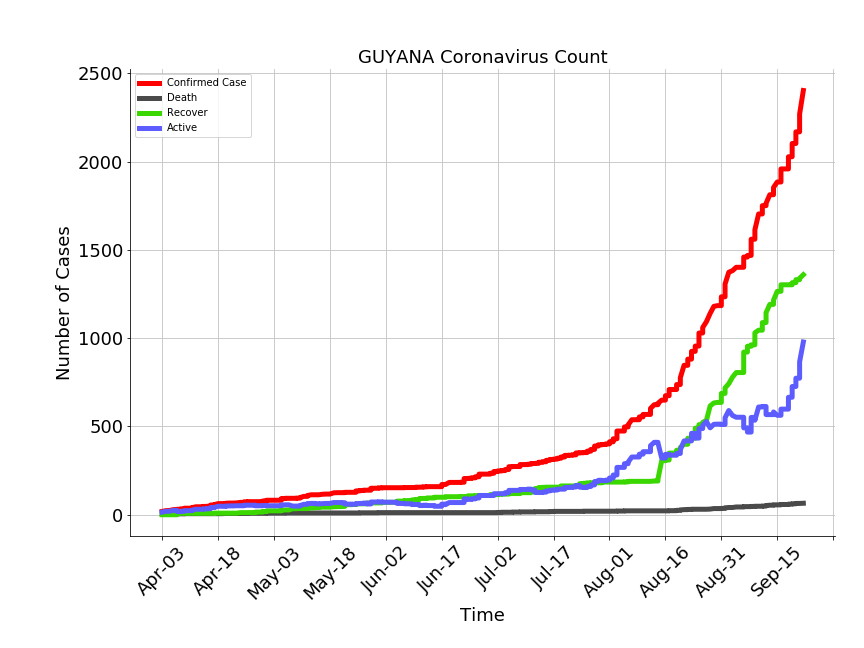 GUYANA Coronavirus Count
Confirmed Case
Death
Recover
Active
Number of Cases
2500
2000
1500
1000
500
0
Apr-03
Apr-18
May-03
May-18
Jun-02
Jun-17
Jul-02
Jul-17
Aug-01
Aug-16
Aug-31
Sep-15
Time